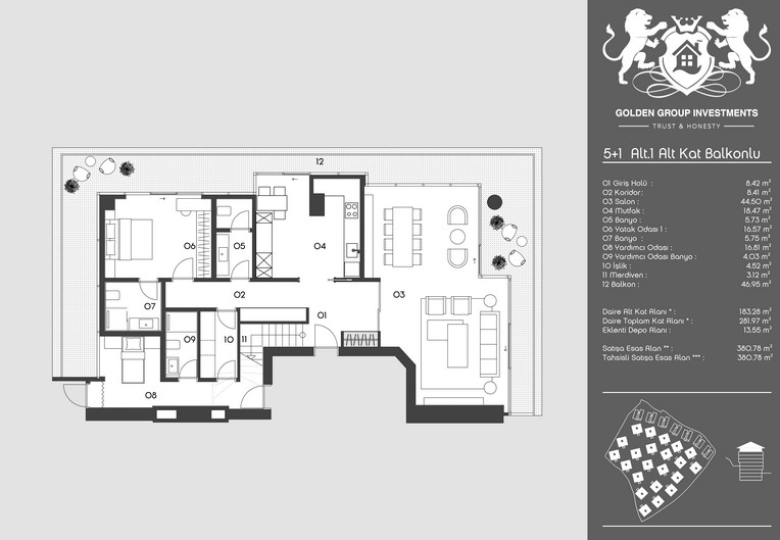 GOLDEN GROUP INVESTMENTS
TRUST & HONESTY
5+1 Alt.1 Alt Kat Balkonlu
01 Giriş Holü : 8.42 m²
02 Koridor: 8.41 m²
03 Salon : 44.50 m²
04 Mutfak : 18.47 m²
05 Banyo : 5.73 m²
06 Yatak Odası 1 : 16.57 m²
07 Banyo : 5.75 m²
08 Yardımcı Odası : 16.81 m²
09 Yardımcı Odası Banyo : 4.03 m²
10 İşlik : 4.52 m²
11 Merdiven : 3.12 m²
12 Balkon : 46.95 m²
Daire Alt Kat Alanı * : 183.28 m²
Daire Toplam Kat Alanı * : 281.97 m²
Eklenti Depo Alanı : 13.55 m²
Satışa Esas Alan ** : 380.78 m²
Tahsisli Satışa Esas Alan *** : 380.78 m²
12
06
05
04
02
03
07
01
09
10
11
08